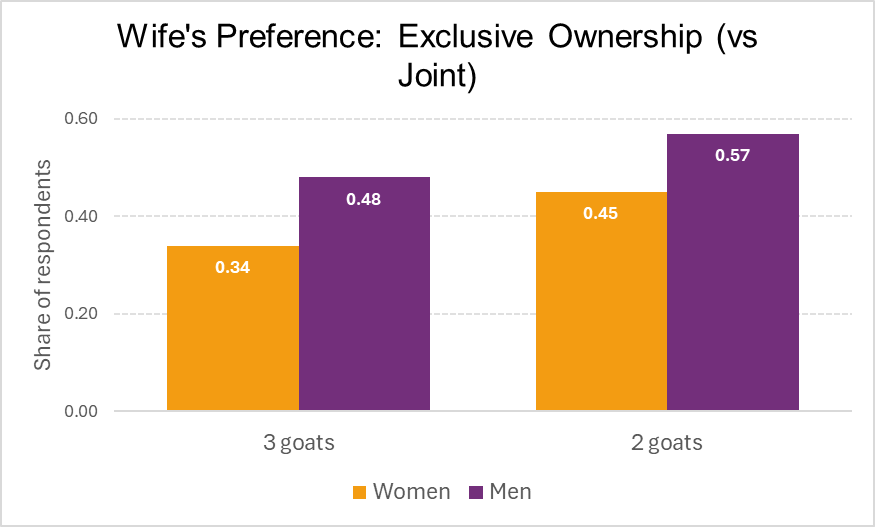 Wife's Preference: Exclusive Ownership (vs
Joint)
0.60
0.40
0.20
0.00
Share of respondents
0.34
0.48
0.45
0.57
3 goats
2 goats
Women
Men